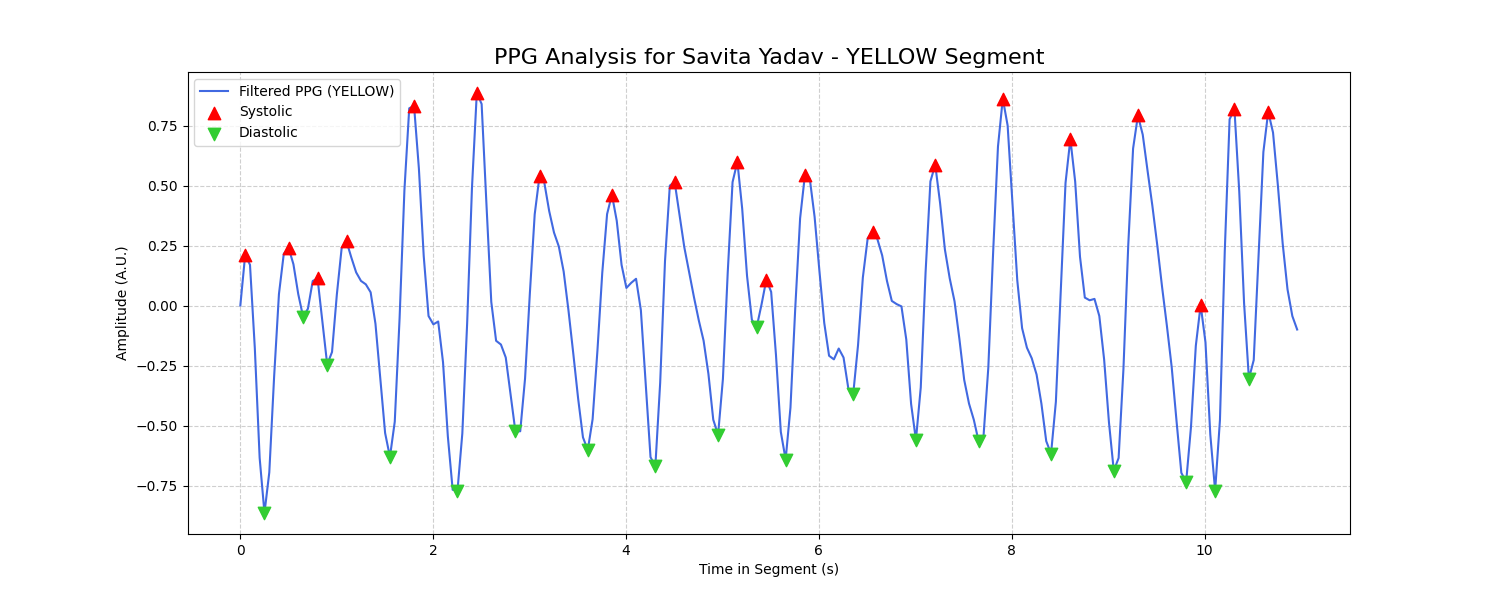 PPG Analysis for Savita Yadav - YELLOW Segment
Filtered PPG (YELLOW)
Systolic
Diastolic
Amplitude (A.U.)
0.75
0.50
0.25
0.00
−0.25
−0.50
−0.75
0 2 4 6 8 10
Time in Segment (s)